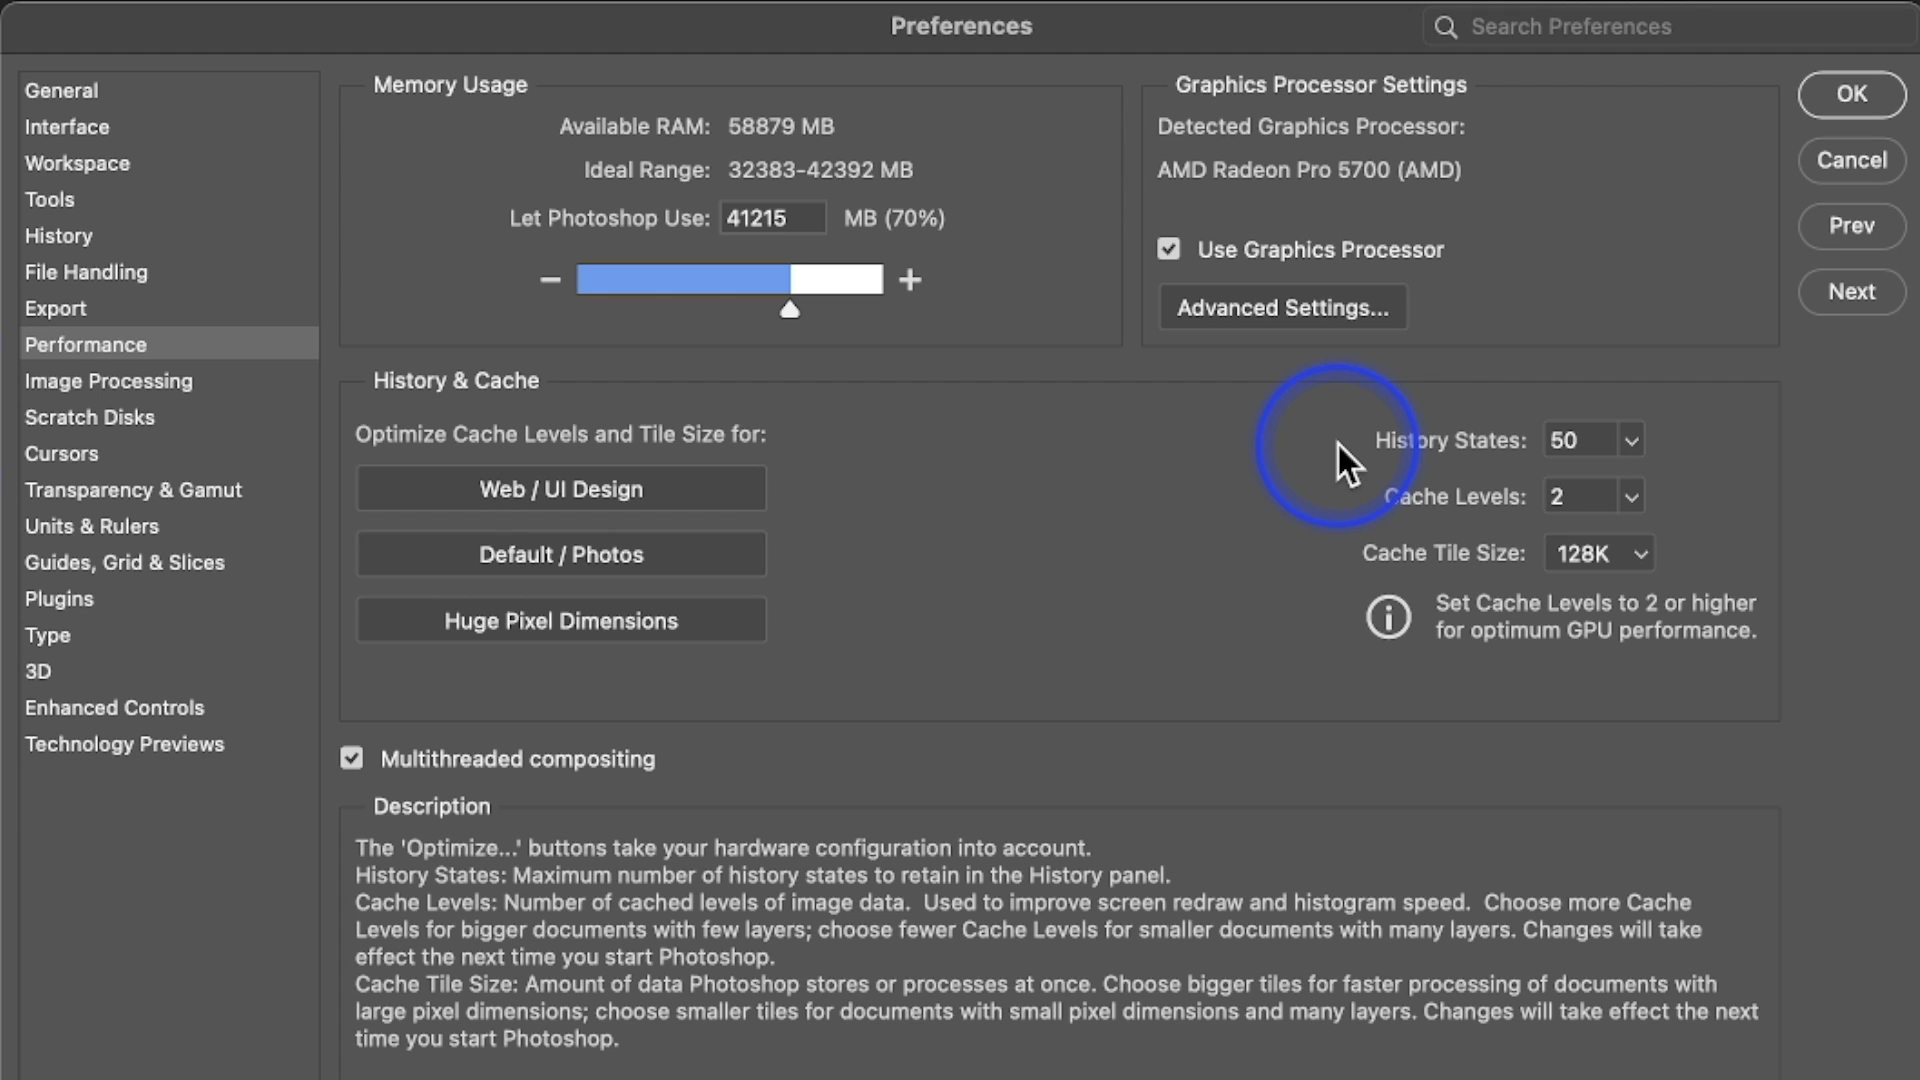 Preferences
Search Preferences
General
Interface
Workspace
Tools
History
File Handling
Export
Performance
Image Processing
Scratch Disks
Cursors
Transparency & Gamut
Units & Rulers
Guides, Grid & Slices
Plugins
Type
3D
Enhanced Controls
Technology Previews
Memory Usage
Available RAM: 58879 MB
Ideal Range: 32383-42392 MB
Let Photoshop Use: 41215 MB (70%)
Graphics Processor Settings
Detected Graphics Processor:
AMD Radeon Pro 5700 (AMD)
Use Graphics Processor
Advanced Settings...
OK
Cancel
Prev
Next
History & Cache
Optimize Cache Levels and Tile Size for:
Web / UI Design
Default / Photos
Huge Pixel Dimensions
History States: 50
Cache Levels: 2
Cache Tile Size: 128K
Set Cache Levels to 2 or higher
for optimum GPU performance.
Multithreaded compositing
Description
The 'Optimize...' buttons take your hardware configuration into account.
History States: Maximum number of history states to retain in the History panel.
Cache Levels: Number of cached levels of image data.  Used to improve screen redraw and histogram speed.  Choose more Cache
Levels for bigger documents with few layers; choose fewer Cache Levels for smaller documents with many layers. Changes will take
effect the next time you start Photoshop.
Cache Tile Size: Amount of data Photoshop stores or processes at once. Choose bigger tiles for faster processing of documents with
large pixel dimensions; choose smaller tiles for documents with small pixel dimensions and many layers. Changes will take effect the next
time you start Photoshop.